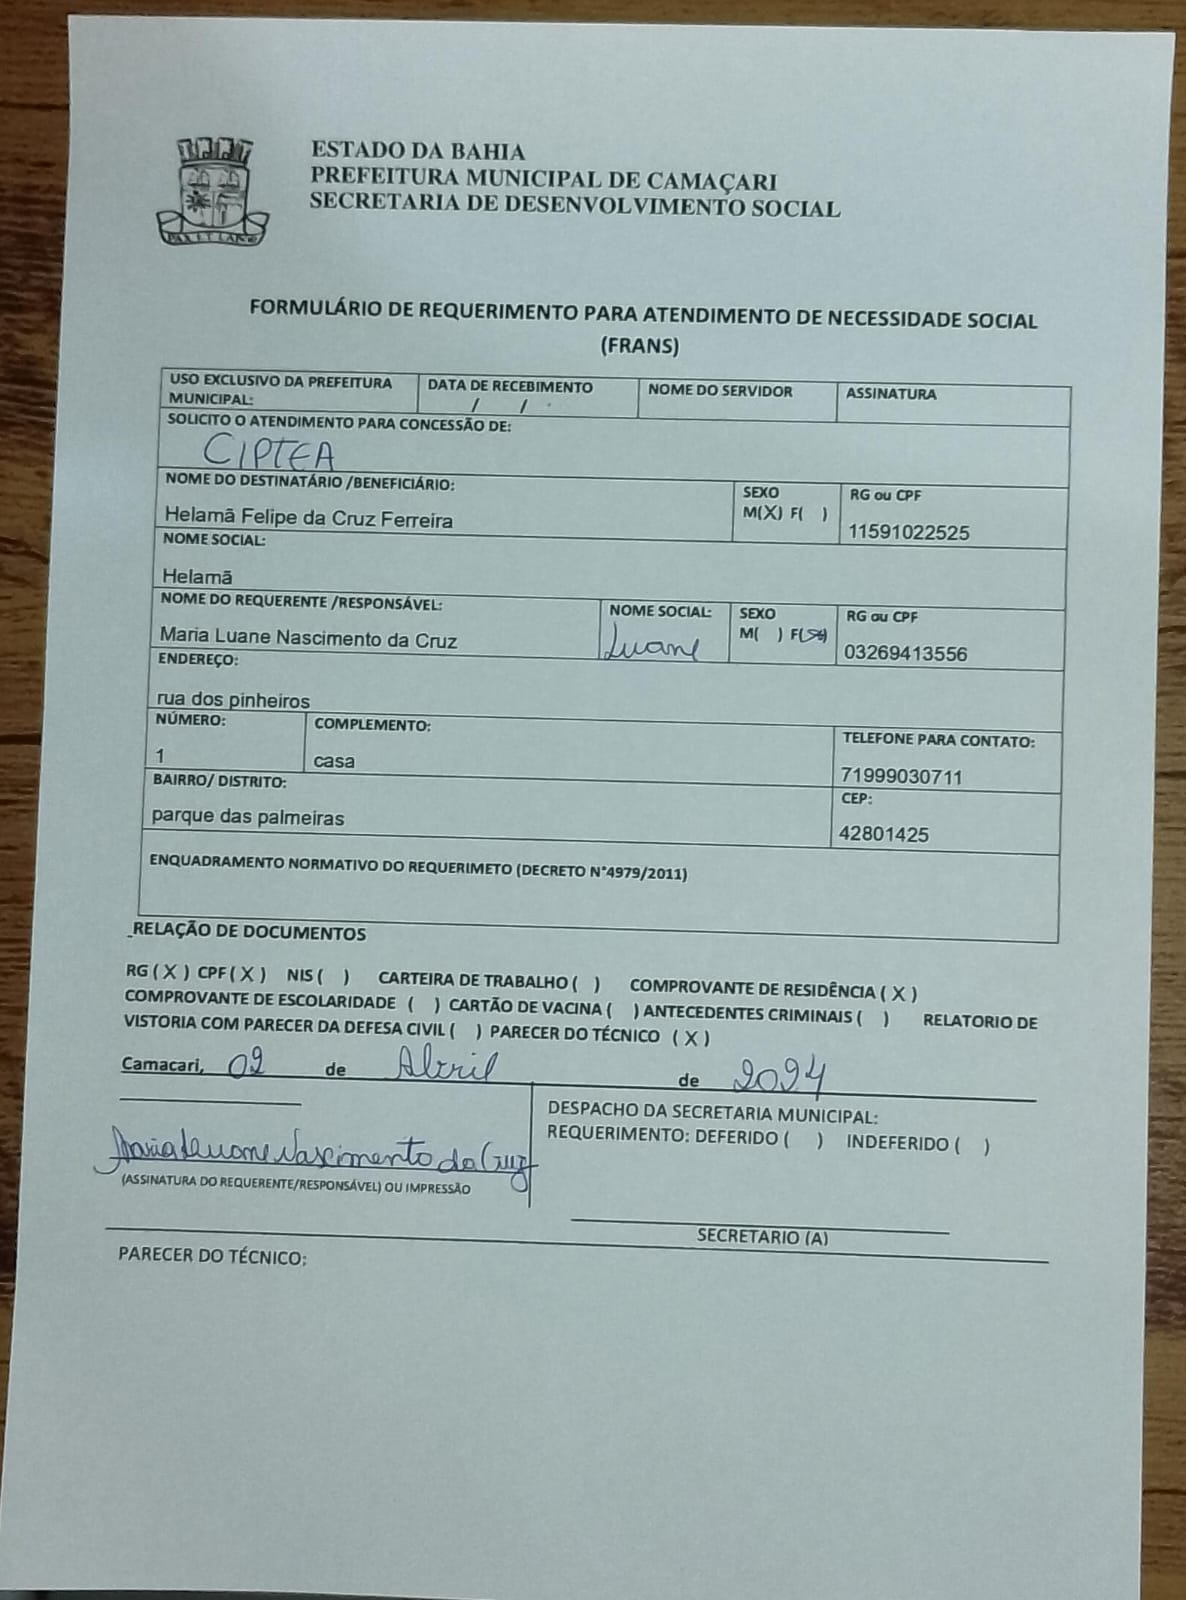 ESTADO DA BAHIA
PREFEITURA MUNICIPAL DE CAMAÇARI
SECRETARIA DE DESENVOLVIMENTO SOCIAL
FORMULÁRIO DE REQUERIMENTO PARA ATENDIMENTO DE NECESSIDADE SOCIAL
(FRANS)
USO EXCLUSIVO DA PREFEITURA MUNICIPAL: DATA DE RECEBIMENTO / / NOME DO SERVIDOR ASSINATURA
SOLICITO O ATENDIMENTO PARA CONCESSÃO DE:
CIPTEA
NOME DO DESTINATÁRIO /BENEFICIÁRIO: SEXO RG ou CPF
Helamã Felipe da Cruz Ferreira M(X) F( ) 11591022525
NOME SOCIAL:
Helamã
NOME DO REQUERENTE /RESPONSÁVEL: NOME SOCIAL: SEXO RG ou CPF
Maria Luane Nascimento da Cruz Luane M( ) F(X) 03269413556
ENDEREÇO:
rua dos pinheiros
NÚMERO: COMPLEMENTO: TELEFONE PARA CONTATO:
1 casa 71999030711
BAIRRO/ DISTRITO: CEP:
parque das palmeiras 42801425
ENQUADRAMENTO NORMATIVO DO REQUERIMETO (DECRETO N°4979/2011)
RELAÇÃO DE DOCUMENTOS
RG ( X ) CPF ( X ) NIS ( ) CARTEIRA DE TRABALHO ( ) COMPROVANTE DE RESIDÊNCIA ( X )
COMPROVANTE DE ESCOLARIDADE ( ) CARTÃO DE VACINA ( ) ANTECEDENTES CRIMINAIS ( ) RELATORIO DE
VISTORIA COM PARECER DA DEFESA CIVIL ( ) PARECER DO TÉCNICO ( X )
Camacari, 02 de Abril de 2024
DESPACHO DA SECRETARIA MUNICIPAL:
REQUERIMENTO: DEFERIDO ( ) INDEFERIDO ( )
Maria Luane Nascimento da Cruz
(ASSINATURA DO REQUERENTE/RESPONSÁVEL) OU IMPRESSÃO
SECRETARIO (A)
PARECER DO TÉCNICO: